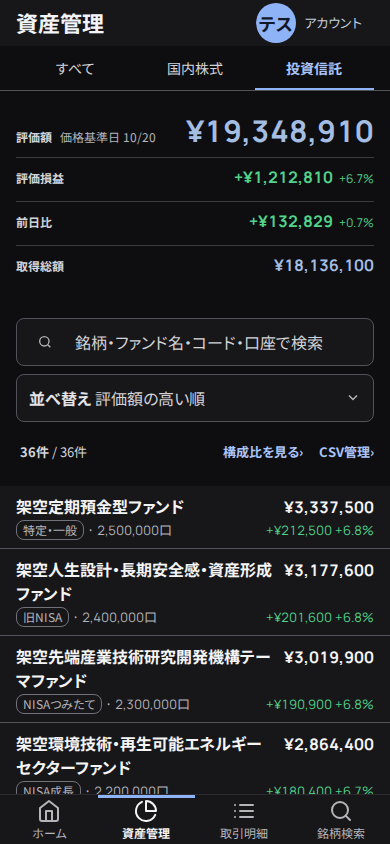 資産管理
テス アカウント
すべて 国内株式 投資信託
評価額 価格基準日 10/20 ¥19,348,910
評価損益 +¥1,212,810 +6.7%
前日比 +¥132,829 +0.7%
取得総額 ¥18,136,100
銘柄・ファンド名・コード・口座で検索
並べ替え 評価額の高い順
36件 / 36件 構成比を見る› CSV管理›
架空定期預金型ファンド ¥3,337,500
特定・一般 · 2,500,000口 +¥212,500 +6.8%
架空人生設計・長期安全感・資産形成 ¥3,177,600
ファンド
旧NISA · 2,400,000口 +¥201,600 +6.8%
架空先端産業技術研究開発機構テー ¥3,019,900
マファンド
NISAつみたて · 2,300,000口 +¥190,900 +6.8%
架空環境技術・再生可能エネルギー ¥2,864,400
セクターファンド
NISA成長 · 2,200,000口 +¥180,400 +6.7%
ホーム 資産管理 取引明細 銘柄検索